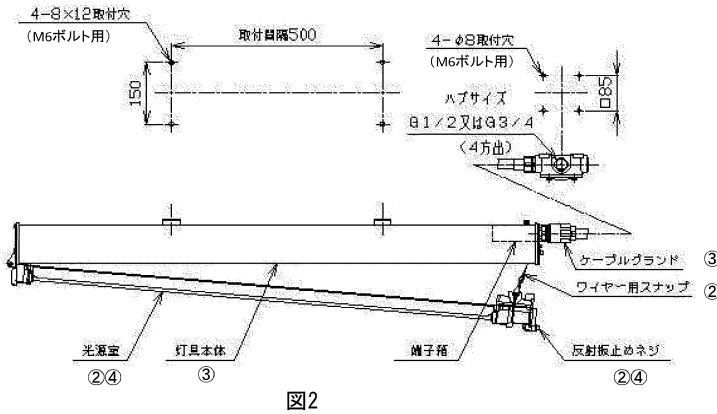 4-8×12取付穴
(M6ボルト用)
取付間隔500
150
4-φ8取付穴
(M6ボルト用)
□85
ハブサイズ
G1/2又はG3/4
(4方出)
ケーブルグランド ③
ワイヤー用スナップ ②
光源室
②④
灯具本体
③
端子箱
反射板止めネジ
②④
図2